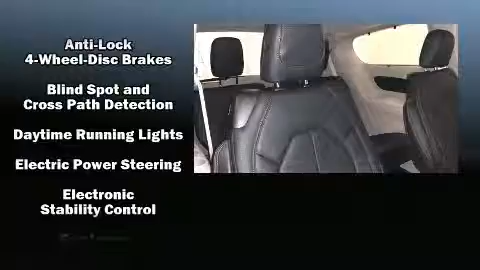 Anti-Lock
4-Wheel-Disc Brakes
Blind Spot and
Cross Path Detection
Daytime Running Lights
Electric Power Steering
Electronic
Stability Control